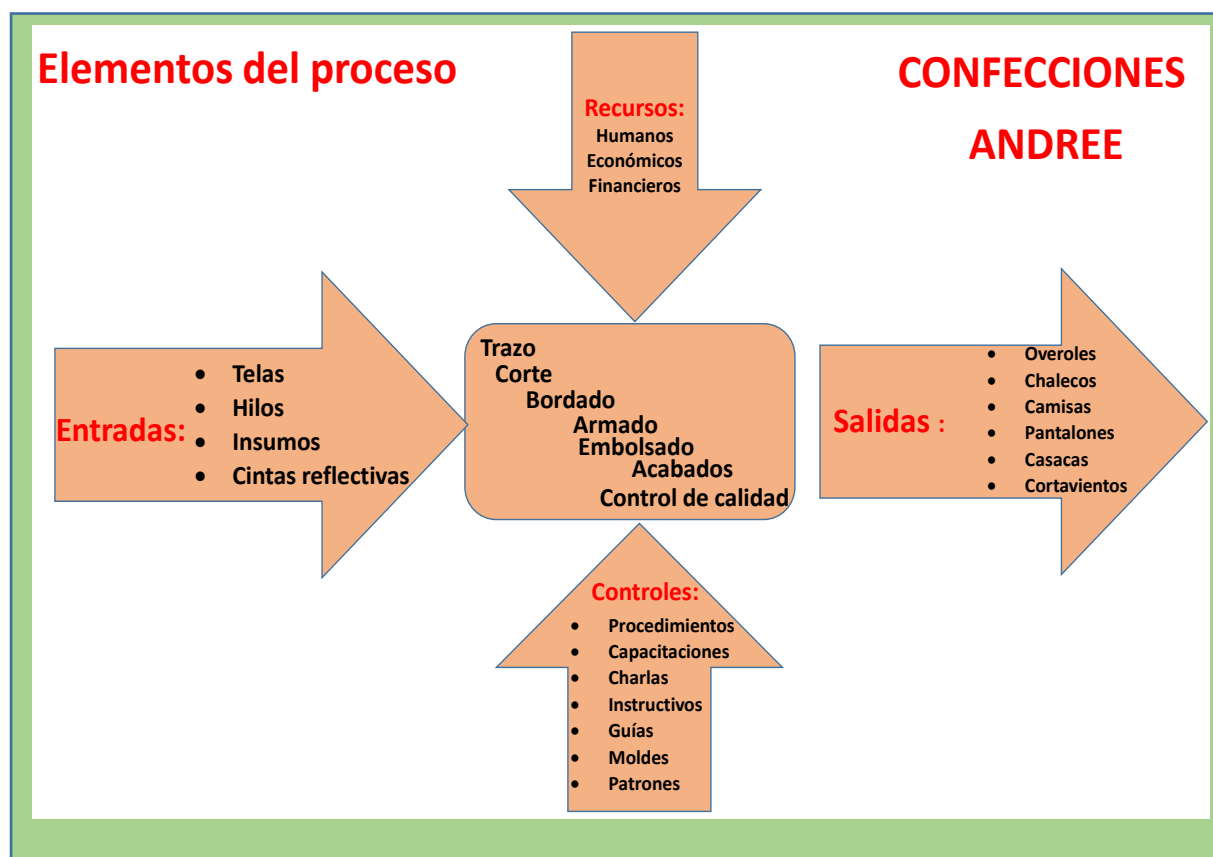 Elementos del proceso
CONFECCIONES
ANDREE
Recursos:
Humanos
Económicos
Financieros
Entradas:
• Telas
• Hilos
• Insumos
• Cintas reflectivas
Trazo
Corte
Bordado
Armado
Embolsado
Acabados
Control de calidad
Salidas :
• Overoles
• Chalecos
• Camisas
• Pantalones
• Casacas
• Cortavientos
Controles:
• Procedimientos
• Capacitaciones
• Charlas
• Instructivos
• Guías
• Moldes
• Patrones